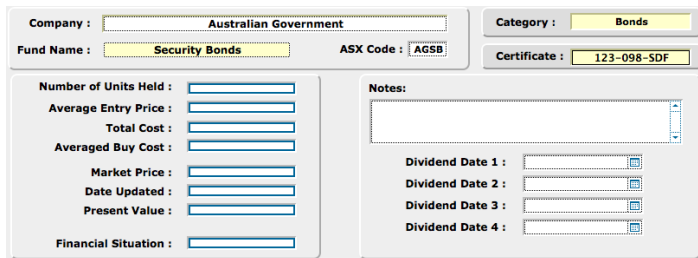 Company : Australian Government Category : Bonds
Fund Name : Security Bonds ASX Code : AGSB Certificate : 123-098-SDF
Number of Units Held :
Average Entry Price :
Total Cost :
Averaged Buy Cost :
Market Price :
Date Updated :
Present Value :
Financial Situation :
Notes:
Dividend Date 1 :
Dividend Date 2 :
Dividend Date 3 :
Dividend Date 4 :